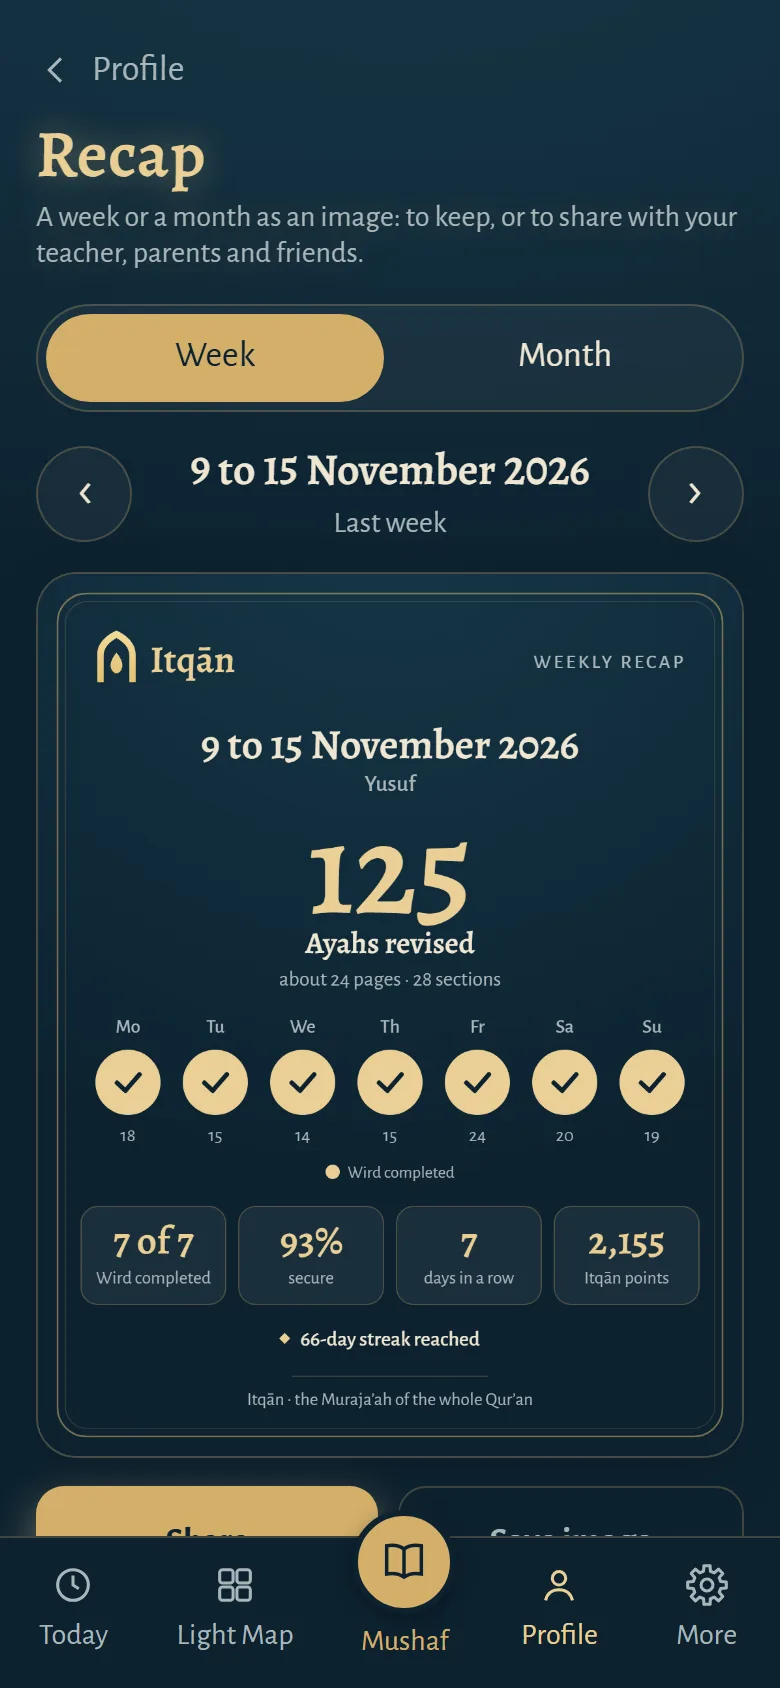 Profile
Recap
A week or a month as an image: to keep, or to share with your
teacher, parents and friends.
Week Month
9 to 15 November 2026
Last week
Itqān WEEKLY RECAP
9 to 15 November 2026
Yusuf
125
Ayahs revised
about 24 pages · 28 sections
Mo Tu We Th Fr Sa Su
18 15 14 15 24 20 19
Wird completed
7 of 7 93% 7 2,155
Wird completed secure days in a row Itqān points
66-day streak reached
Itqān · the Muraja’ah of the whole Qur’an
Share Save image
Today Light Map Mushaf Profile More